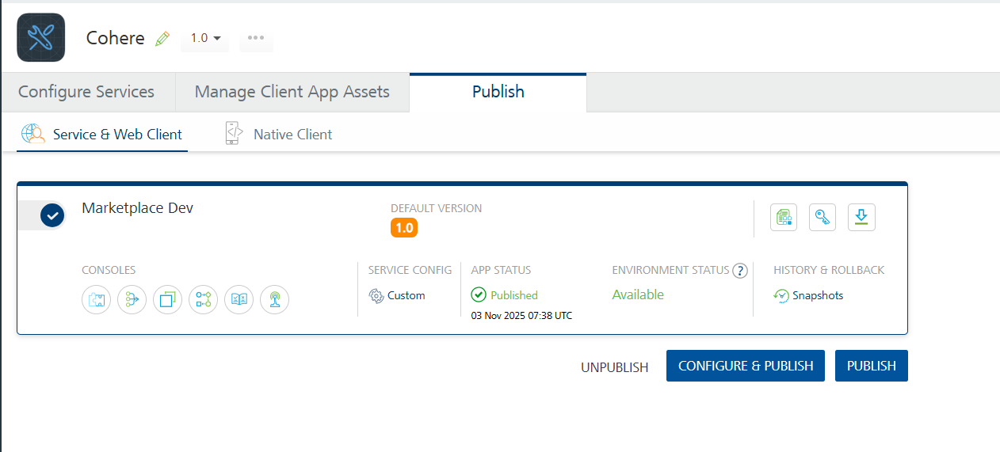 Cohere 1.0
Configure Services Manage Client App Assets Publish
Service & Web Client Native Client
Marketplace Dev DEFAULT VERSION
1.0
CONSOLES SERVICE CONFIG APP STATUS ENVIRONMENT STATUS ? HISTORY & ROLLBACK
Custom Published Available Snapshots
03 Nov 2025 07:38 UTC
UNPUBLISH CONFIGURE & PUBLISH PUBLISH